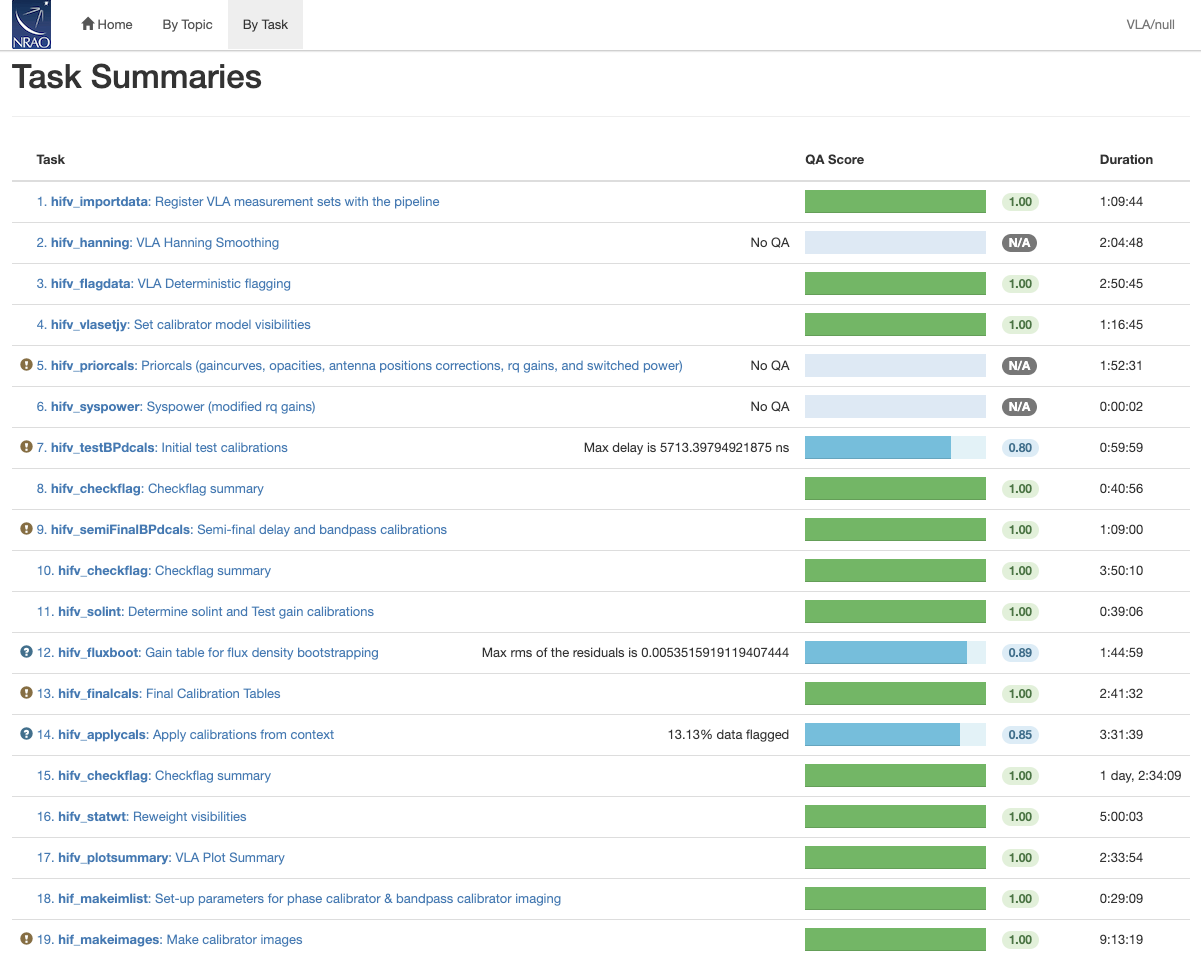 NRAO Home By Topic By Task VLA/null
Task Summaries
Task QA Score Duration
1. hifv_importdata: Register VLA measurement sets with the pipeline 1.00 1:09:44
2. hifv_hanning: VLA Hanning Smoothing No QA N/A 2:04:48
3. hifv_flagdata: VLA Deterministic flagging 1.00 2:50:45
4. hifv_vlasetjy: Set calibrator model visibilities 1.00 1:16:45
5. hifv_priorcals: Priorcals (gaincurves, opacities, antenna positions corrections, rq gains, and switched power) No QA N/A 1:52:31
6. hifv_syspower: Syspower (modified rq gains) No QA N/A 0:00:02
7. hifv_testBPdcals: Initial test calibrations Max delay is 5713.39794921875 ns 0.80 0:59:59
8. hifv_checkflag: Checkflag summary 1.00 0:40:56
9. hifv_semiFinalBPdcals: Semi-final delay and bandpass calibrations 1.00 1:09:00
10. hifv_checkflag: Checkflag summary 1.00 3:50:10
11. hifv_solint: Determine solint and Test gain calibrations 1.00 0:39:06
12. hifv_fluxboot: Gain table for flux density bootstrapping Max rms of the residuals is 0.0053515919119407444 0.89 1:44:59
13. hifv_finalcals: Final Calibration Tables 1.00 2:41:32
14. hifv_applycals: Apply calibrations from context 13.13% data flagged 0.85 3:31:39
15. hifv_checkflag: Checkflag summary 1.00 1 day, 2:34:09
16. hifv_statwt: Reweight visibilities 1.00 5:00:03
17. hifv_plotsummary: VLA Plot Summary 1.00 2:33:54
18. hif_makeimlist: Set-up parameters for phase calibrator & bandpass calibrator imaging 1.00 0:29:09
19. hif_makeimages: Make calibrator images 1.00 9:13:19